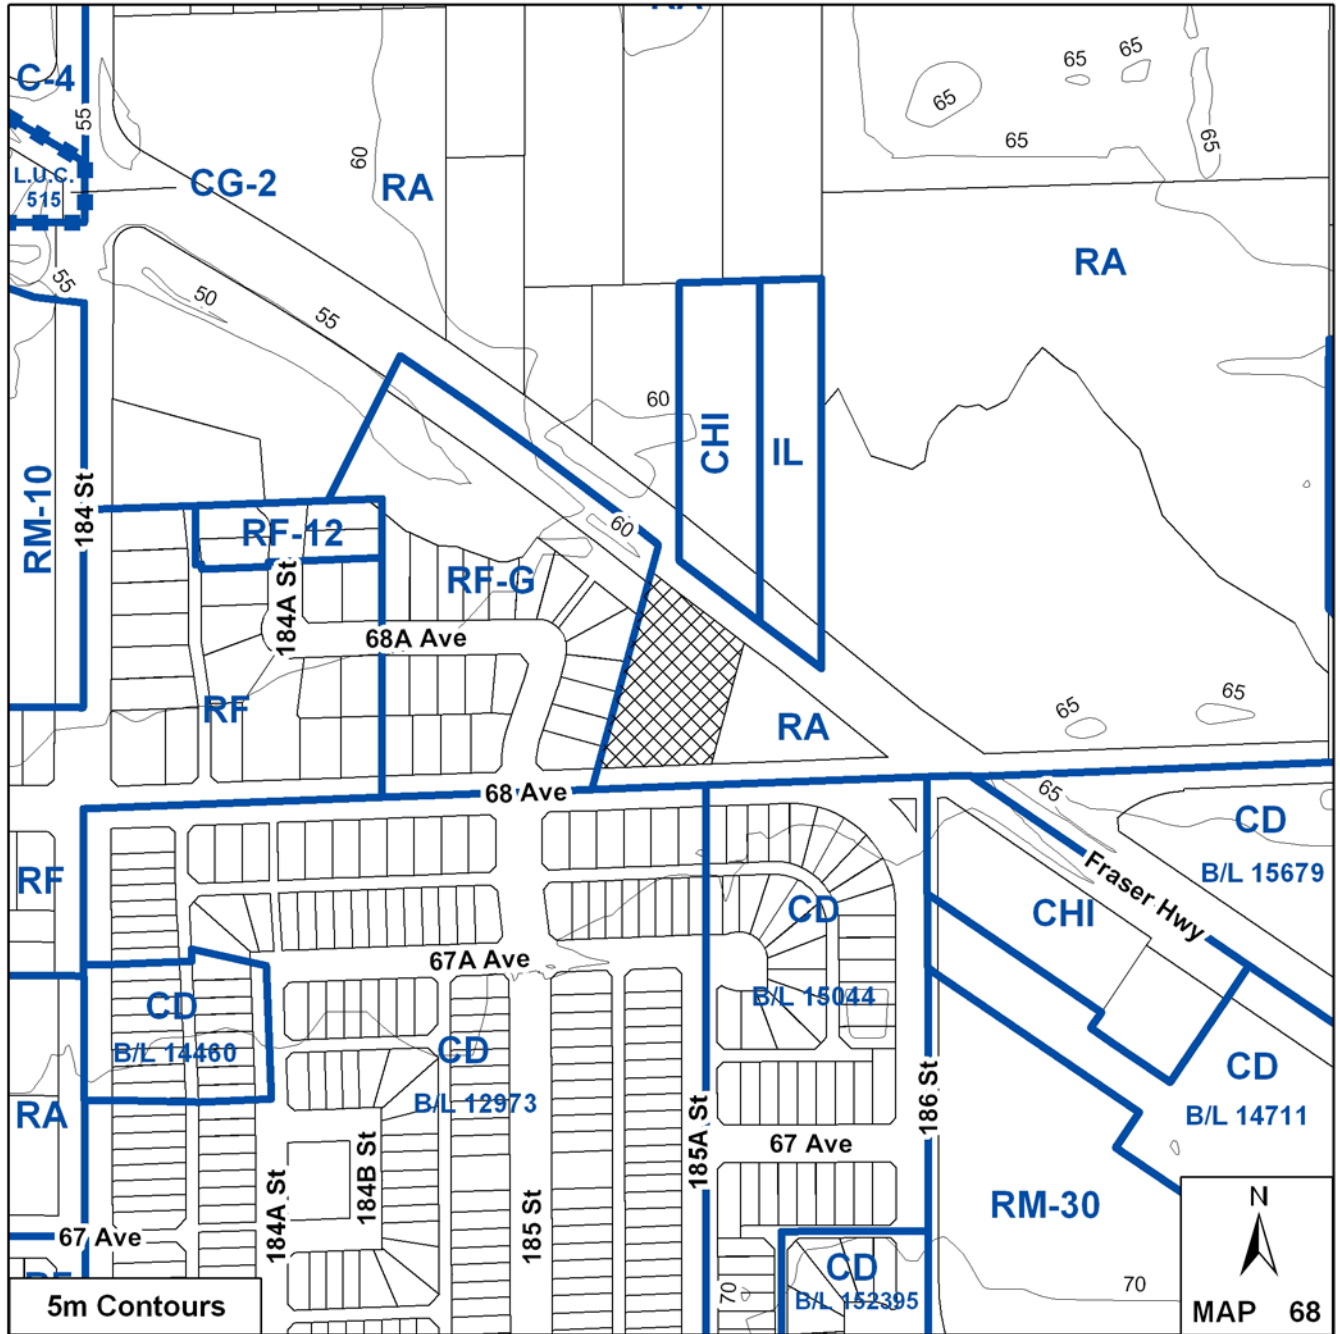 RA
C-4
55
65
65
65
65
65
60
L.U.C.
515
CG-2
RA
RA
55
50
55
60
CHI
IL
RM-10
184 St
RF-12
60
184A St
RF-G
68A Ave
RF
RA
65
65
68 Ave
65
CD
B/L 15679
RF
Fraser Hwy
CHI
CD
67A Ave
CD
B/L 14460
B/L 15044
CD
B/L 12973
CD
B/L 14711
RA
185A St
186 St
67 Ave
184B St
184A St
185 St
RM-30
67 Ave
RF
CD
B/L 152395
70
70
N
MAP 68
5m Contours